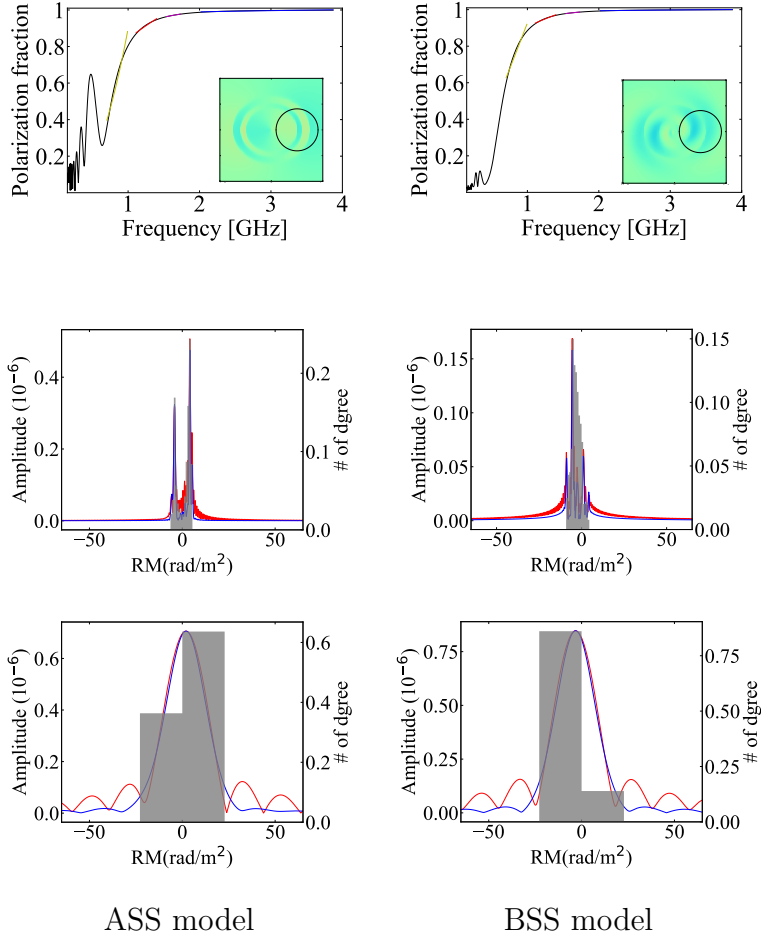 1
0.8
0.6
0.4
0.2
Polarization fraction
1 2 3 4
Frequency [GHz]
1
0.8
0.6
0.4
0.2
Polarization fraction
1 2 3 4
Frequency [GHz]
0.4
0.2
0.0
Amplitude (10⁻⁶)
0.2
0.1
0.0
# of dgree
−50 0 50
RM(rad/m²)
0.15
0.10
0.05
0.00
Amplitude (10⁻⁶)
0.15
0.10
0.05
0.00
# of dgree
−50 0 50
RM(rad/m²)
0.6
0.4
0.2
0.0
Amplitude (10⁻⁶)
0.6
0.4
0.2
0.0
# of dgree
−50 0 50
RM(rad/m²)
0.75
0.50
0.25
0.00
Amplitude (10⁻⁶)
0.75
0.50
0.25
0.00
# of dgree
−50 0 50
RM(rad/m²)
ASS model
BSS model